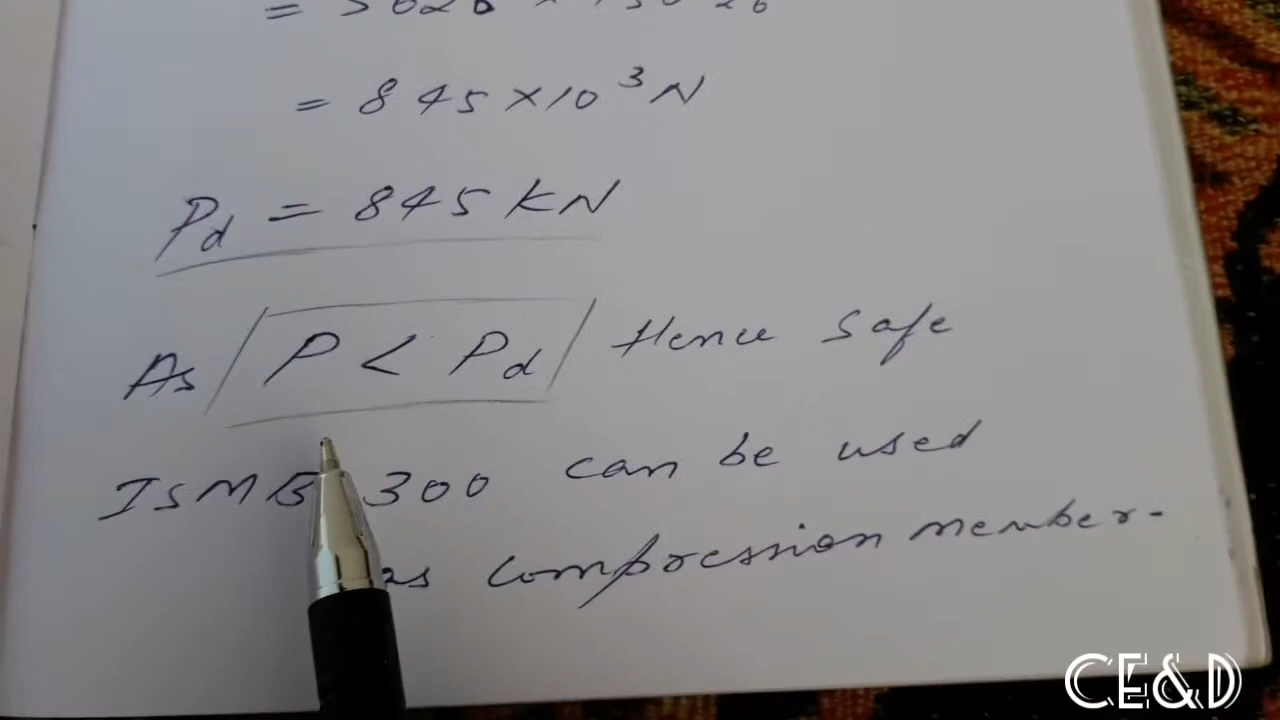 =
= 845 × 10³ N
Pd = 845 KN
As P < Pd Hence Safe
ISMB 300 can be used
as compression member.
CE&D